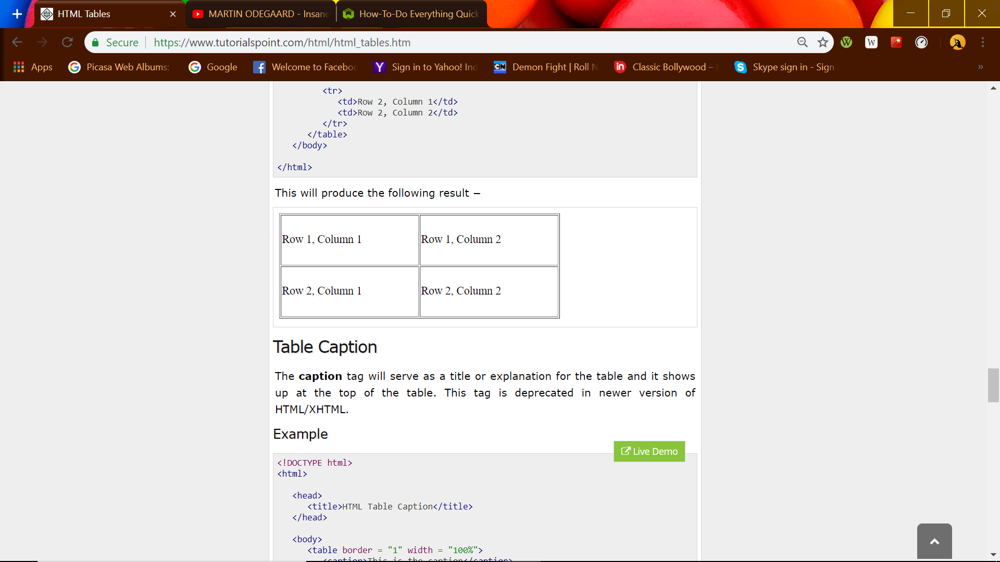 HTML Tables
MARTIN ODEGAARD - Insane
How-To-Do Everything Quick
Secure https://www.tutorialspoint.com/html/html_tables.htm
Apps Picasa Web Albums: Google Welcome to Faceboo Sign in to Yahoo! Ind Demon Fight | Roll N Classic Bollywood – Skype sign in - Sign
<tr>
<td>Row 2, Column 1</td>
<td>Row 2, Column 2</td>
</tr>
</table>
</body>
</html>
This will produce the following result −
Row 1, Column 1 Row 1, Column 2
Row 2, Column 1 Row 2, Column 2
Table Caption
The caption tag will serve as a title or explanation for the table and it shows
up at the top of the table. This tag is deprecated in newer version of
HTML/XHTML.
Example
Live Demo
<!DOCTYPE html>
<html>
<head>
<title>HTML Table Caption</title>
</head>
<body>
<table border = "1" width = "100%">
<caption>This is the caption</caption>